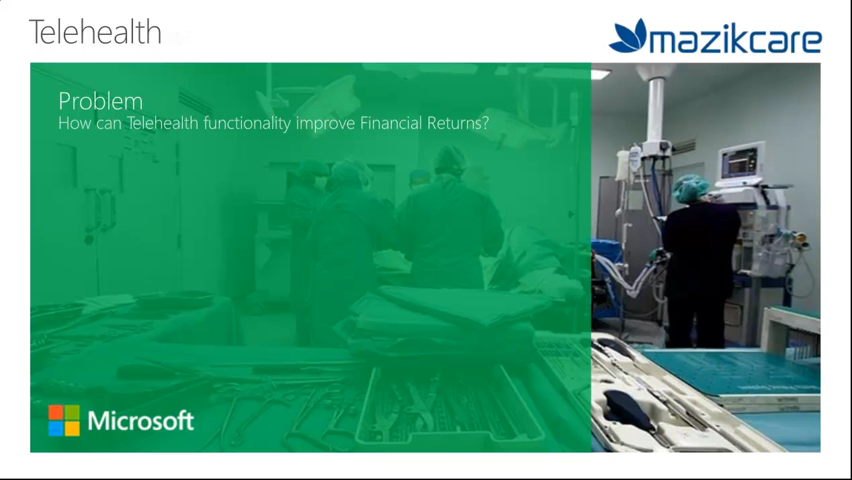 Telehealth
mazikcare
Problem
How can Telehealth functionality improve Financial Returns?
Microsoft